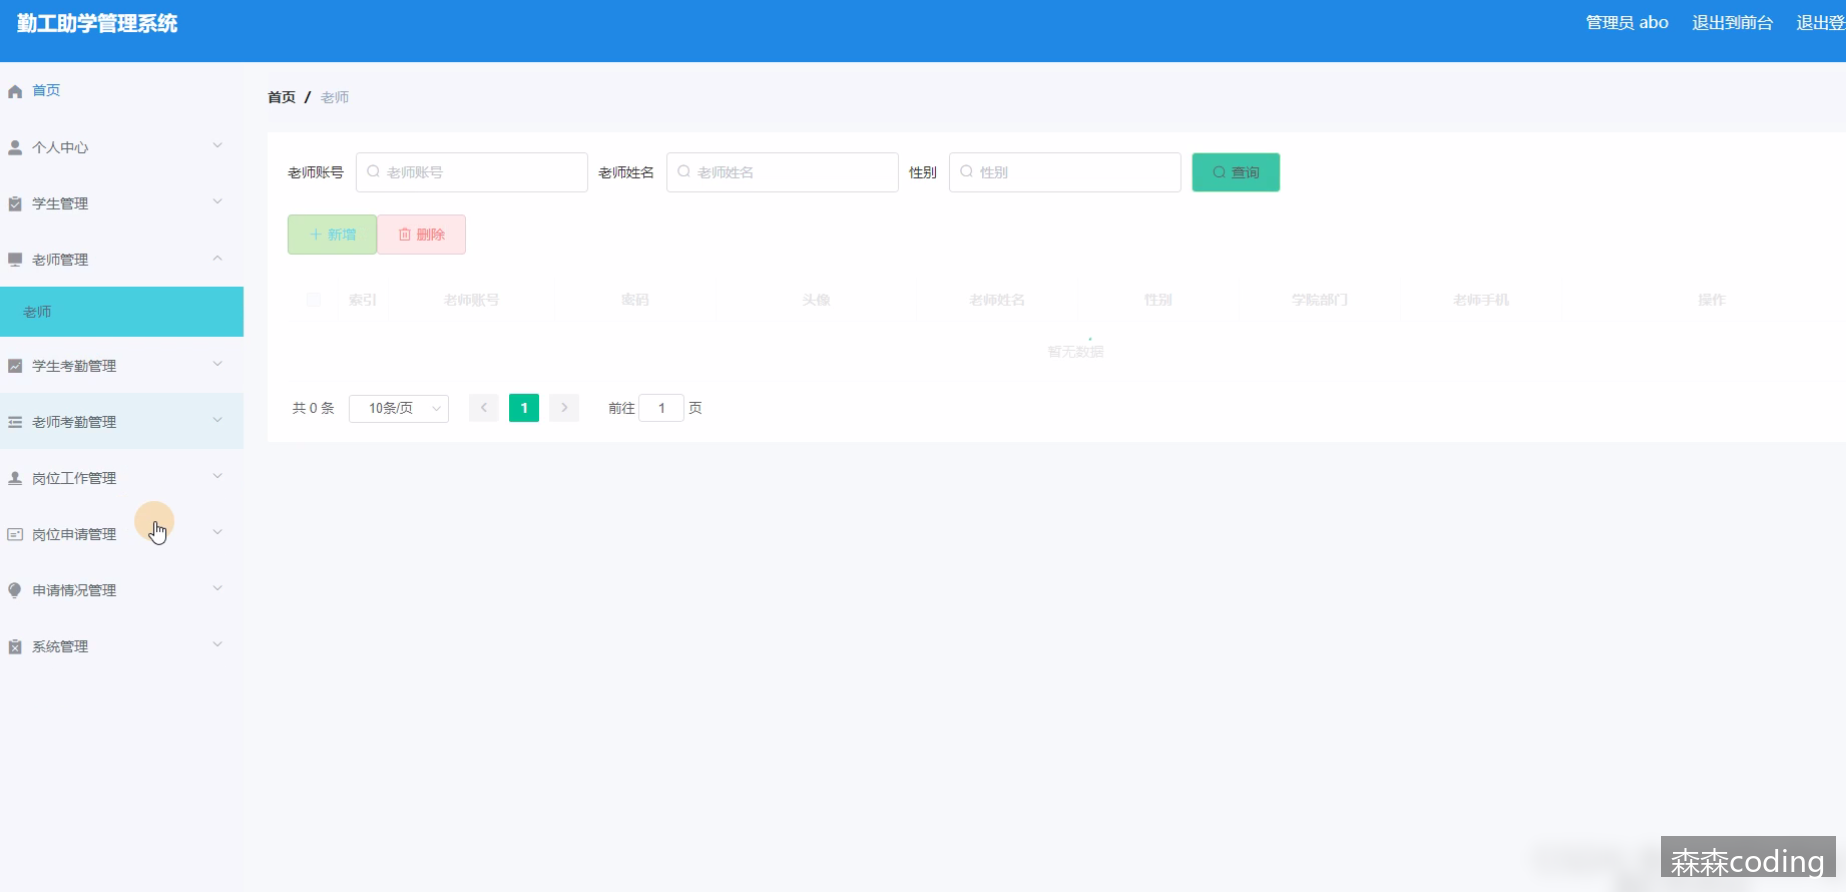 勤工助学管理系统
管理员 abo 退出到前台 退出登
首页
个人中心
学生管理
老师管理
老师
学生考勤管理
老师考勤管理
岗位工作管理
岗位申请管理
申请情况管理
系统管理
首页 / 老师
老师账号 老师账号 老师姓名 老师姓名 性别 性别 查询
新增 删除
索引 老师账号 密码 头像 老师姓名 性别 学院部门 老师手机 操作
暂无数据
共 0 条 10条/页 1 前往 1 页
森森coding